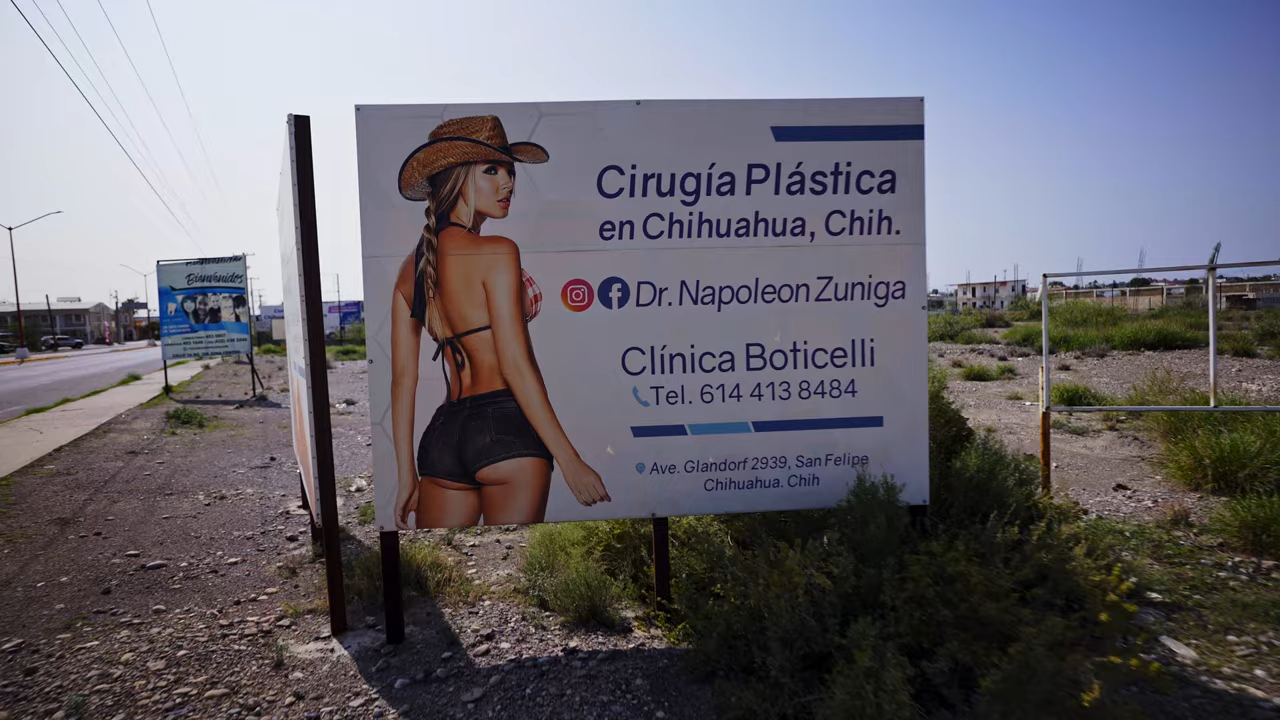 Cirugía Plástica
en Chihuahua, Chih.
Dr. Napoleon Zuniga
Clínica Boticelli
Tel. 614 413 8484
Ave. Glandorf 2939, San Felipe
Chihuahua. Chih
Bienvenidos